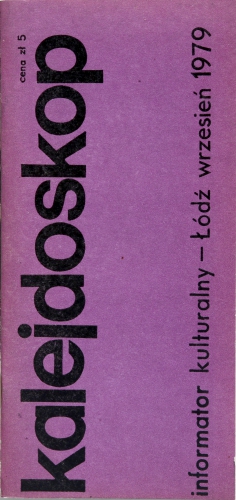 cena zł 5
kalejdoskop
informator kulturalny – Łódź wrzesień 1979